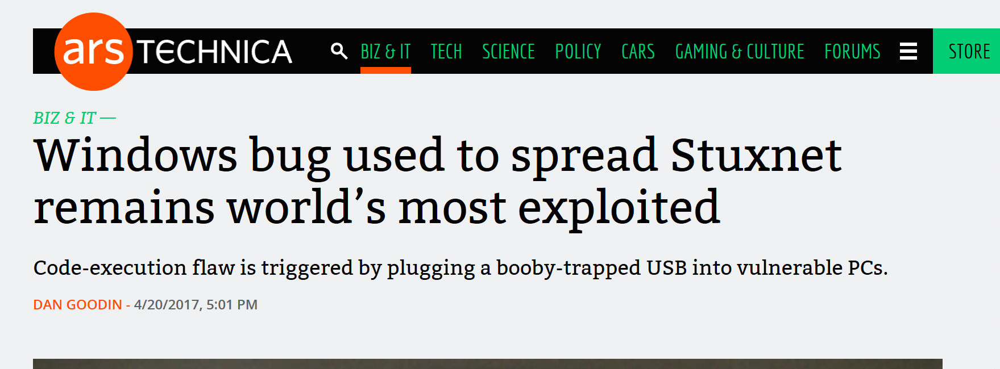 ars TECHNICA BIZ & IT TECH SCIENCE POLICY CARS GAMING & CULTURE FORUMS STORE
BIZ & IT —
Windows bug used to spread Stuxnet
remains world’s most exploited
Code-execution flaw is triggered by plugging a booby-trapped USB into vulnerable PCs.
DAN GOODIN - 4/20/2017, 5:01 PM